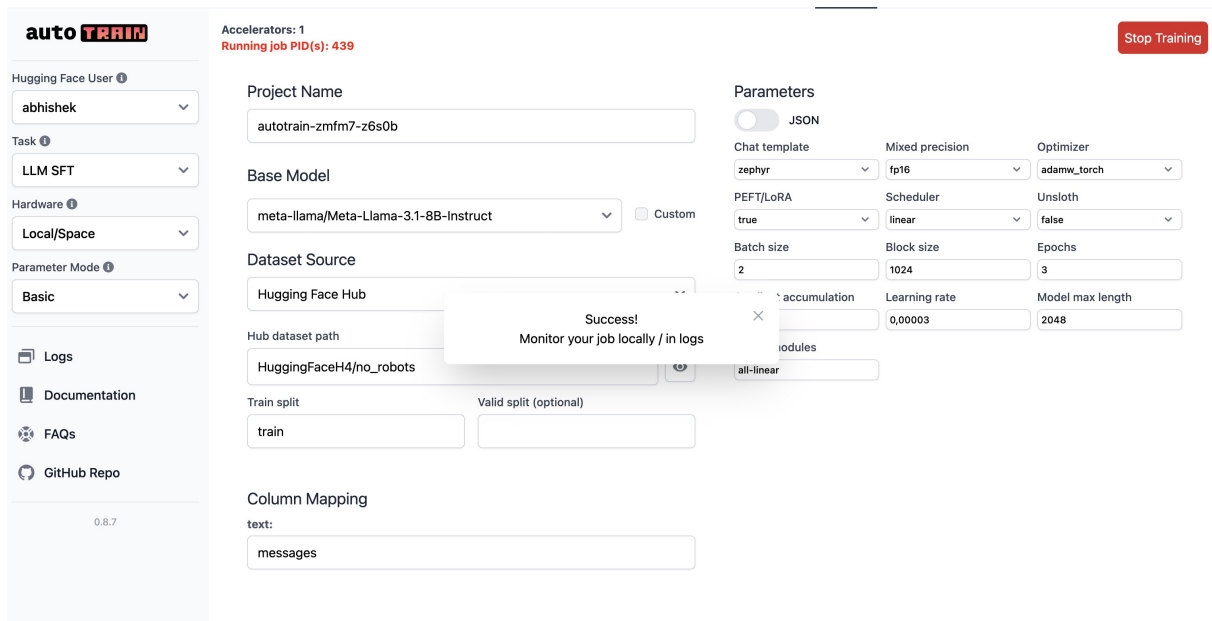 auto TRAIN
Hugging Face User
abhishek
Task
LLM SFT
Hardware
Local/Space
Parameter Mode
Basic
Logs
Documentation
FAQs
GitHub Repo
0.8.7
Accelerators: 1
Running job PID(s): 439
Stop Training
Project Name
autotrain-zmfm7-z6s0b
Base Model
meta-llama/Meta-Llama-3.1-8B-Instruct
Custom
Dataset Source
Hugging Face Hub
Hub dataset path
HuggingFaceH4/no_robots
Train split
Valid split (optional)
train
Column Mapping
text:
messages
Success!
Monitor your job locally / in logs
Parameters
JSON
Chat template
Mixed precision
Optimizer
zephyr
fp16
adamw_torch
PEFT/LoRA
Scheduler
Unsloth
true
linear
false
Batch size
Block size
Epochs
2
1024
3
accumulation
Learning rate
Model max length
0,00003
2048
all-linear